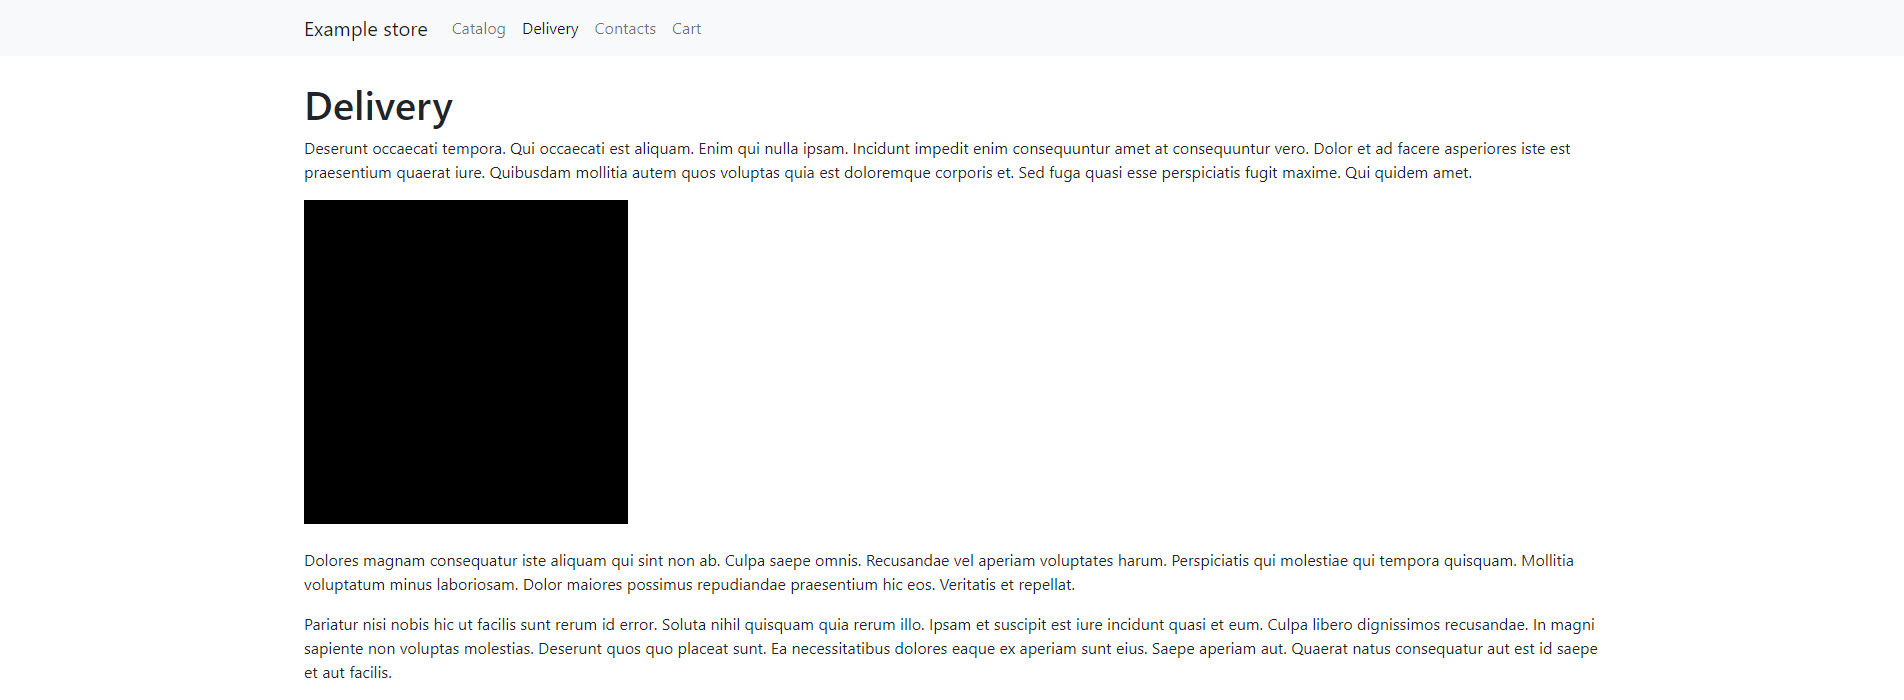 Example store Catalog Delivery Contacts Cart
Delivery
Deserunt occaecati tempora. Qui occaecati est aliquam. Enim qui nulla ipsam. Incidunt impedit enim consequuntur amet at consequuntur vero. Dolor et ad facere asperiores iste est
praesentium quaerat iure. Quibusdam mollitia autem quos voluptas quia est doloremque corporis et. Sed fuga quasi esse perspiciatis fugit maxime. Qui quidem amet.
Dolores magnam consequatur iste aliquam qui sint non ab. Culpa saepe omnis. Recusandae vel aperiam voluptates harum. Perspiciatis qui molestiae qui tempora quisquam. Mollitia
voluptatum minus laboriosam. Dolor maiores possimus repudiandae praesentium hic eos. Veritatis et repellat.
Pariatur nisi nobis hic ut facilis sunt rerum id error. Soluta nihil quisquam quia rerum illo. Ipsam et suscipit est iure incidunt quasi et eum. Culpa libero dignissimos recusandae. In magni
sapiente non voluptas molestias. Deserunt quos quo placeat sunt. Ea necessitatibus dolores eaque ex aperiam sunt eius. Saepe aperiam aut. Quaerat natus consequatur aut est id saepe
et aut facilis.